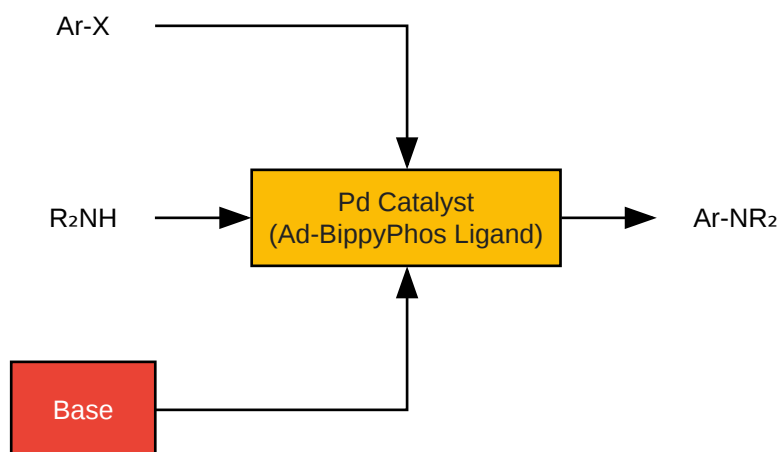 Ar-X
R₂NH
Pd Catalyst
(Ad-BippyPhos Ligand)
Ar-NR₂
Base